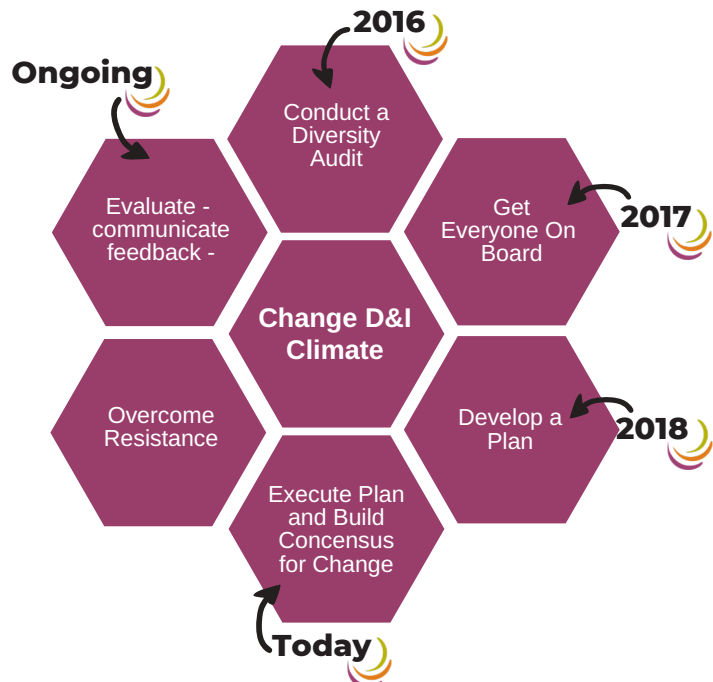 2016
Ongoing
Conduct a
Diversity
Audit
Evaluate -
communicate
feedback -
Get
Everyone On
Board
2017
Change D&I
Climate
Overcome
Resistance
Develop a
Plan
2018
Execute Plan
and Build
Concensus
for Change
Today